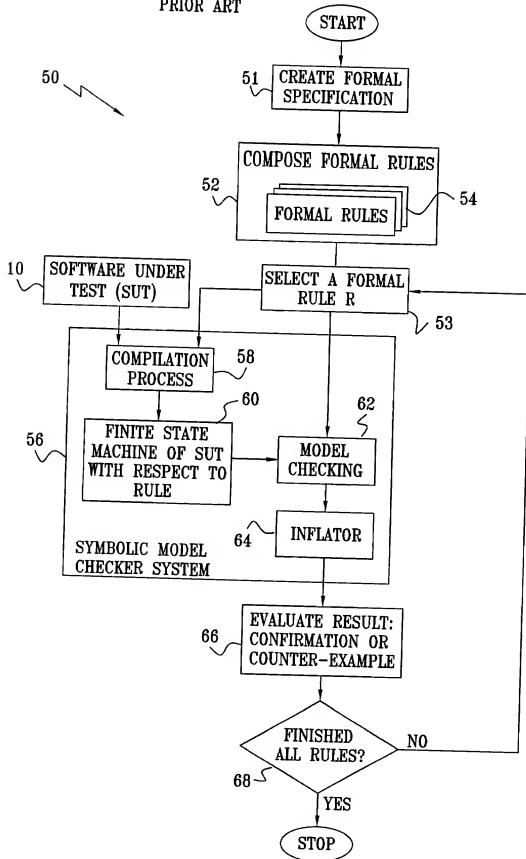 PRIOR ART
START
50
51
CREATE FORMAL
SPECIFICATION
COMPOSE FORMAL RULES
52
54
FORMAL RULES
10
SOFTWARE UNDER
TEST (SUT)
SELECT A FORMAL
RULE R
53
COMPILATION
PROCESS
58
60
62
FINITE STATE
MACHINE OF SUT
WITH RESPECT TO
RULE
56
MODEL
CHECKING
64
INFLATOR
SYMBOLIC MODEL
CHECKER SYSTEM
EVALUATE RESULT:
CONFIRMATION OR
COUNTER-EXAMPLE
66
FINISHED
ALL RULES?
NO
68
YES
STOP